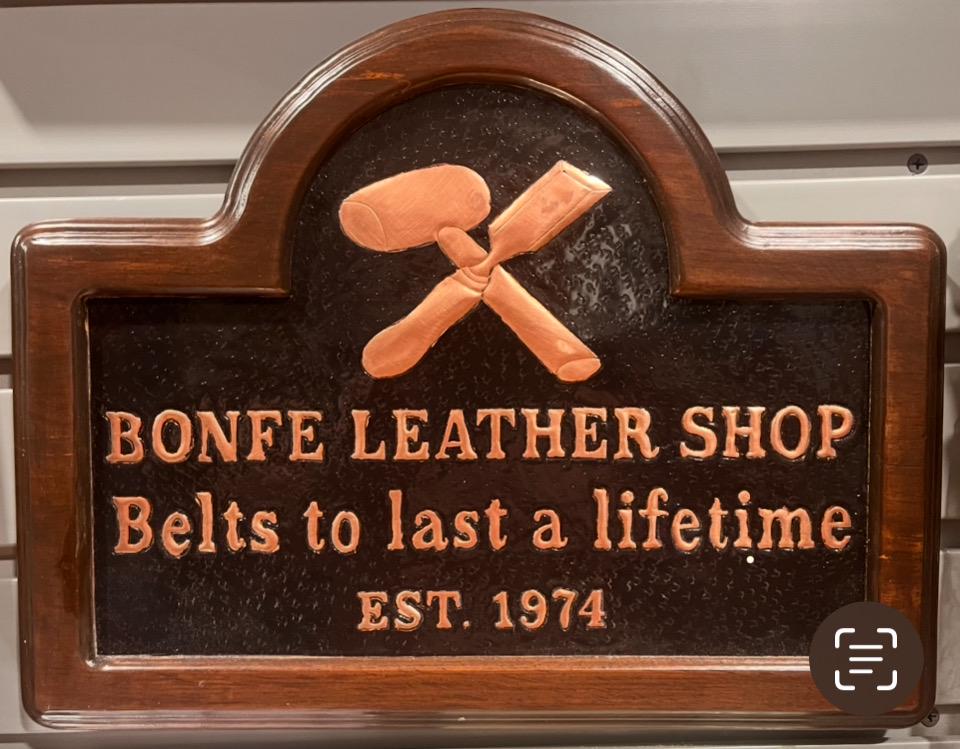 BONFE LEATHER SHOP
Belts to last a lifetime
EST. 1974